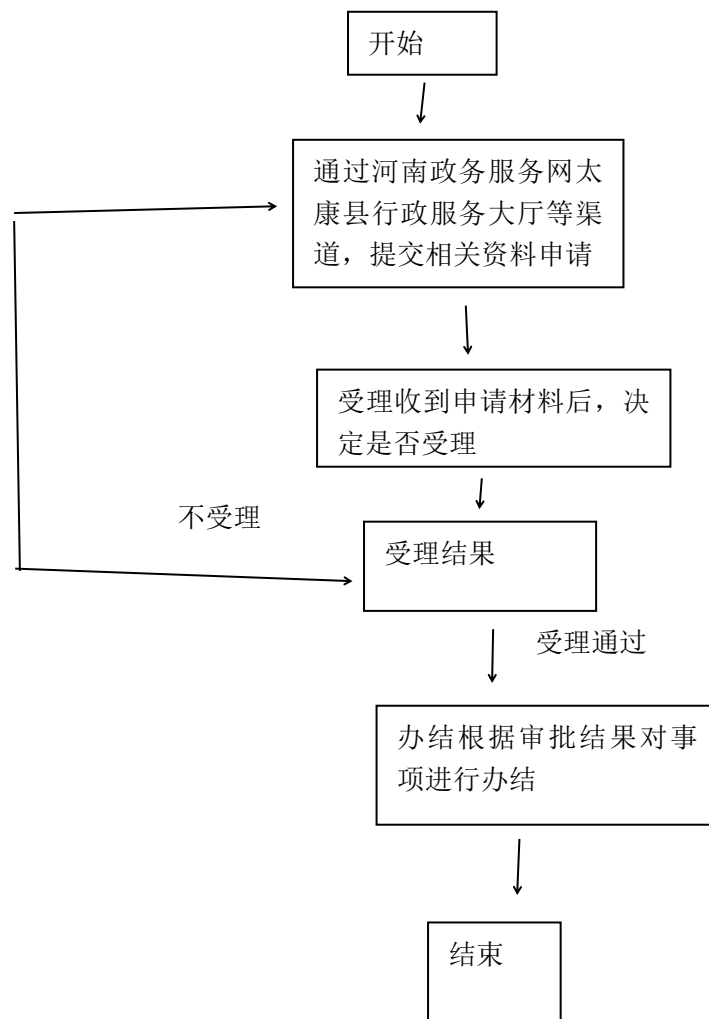 开始
通过河南政务服务网太
康县行政服务大厅等渠
道，提交相关资料申请
受理收到申请材料后，决
定是否受理
不受理
受理结果
受理通过
办结根据审批结果对事
项进行办结
结束